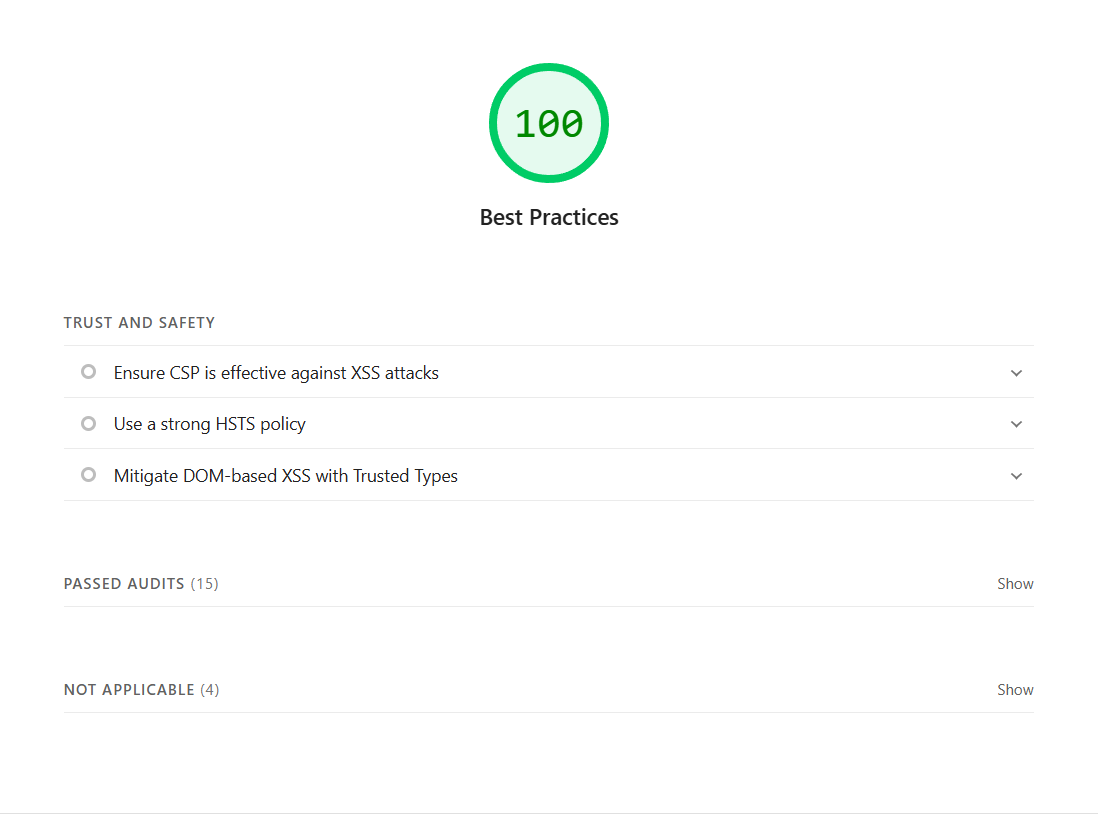 100
Best Practices
TRUST AND SAFETY
Ensure CSP is effective against XSS attacks
Use a strong HSTS policy
Mitigate DOM-based XSS with Trusted Types
PASSED AUDITS (15) Show
NOT APPLICABLE (4) Show